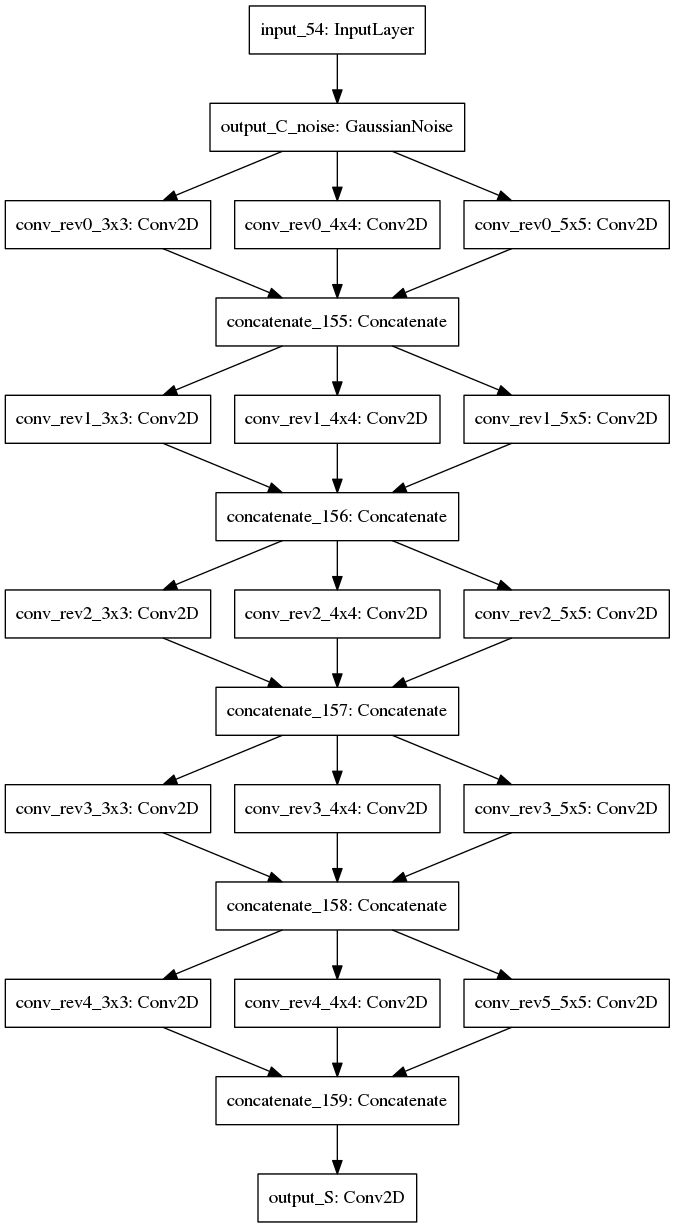 input_54: InputLayer
output_C_noise: GaussianNoise
conv_rev0_3x3: Conv2D
conv_rev0_4x4: Conv2D
conv_rev0_5x5: Conv2D
concatenate_155: Concatenate
conv_rev1_3x3: Conv2D
conv_rev1_4x4: Conv2D
conv_rev1_5x5: Conv2D
concatenate_156: Concatenate
conv_rev2_3x3: Conv2D
conv_rev2_4x4: Conv2D
conv_rev2_5x5: Conv2D
concatenate_157: Concatenate
conv_rev3_3x3: Conv2D
conv_rev3_4x4: Conv2D
conv_rev3_5x5: Conv2D
concatenate_158: Concatenate
conv_rev4_3x3: Conv2D
conv_rev4_4x4: Conv2D
conv_rev5_5x5: Conv2D
concatenate_159: Concatenate
output_S: Conv2D